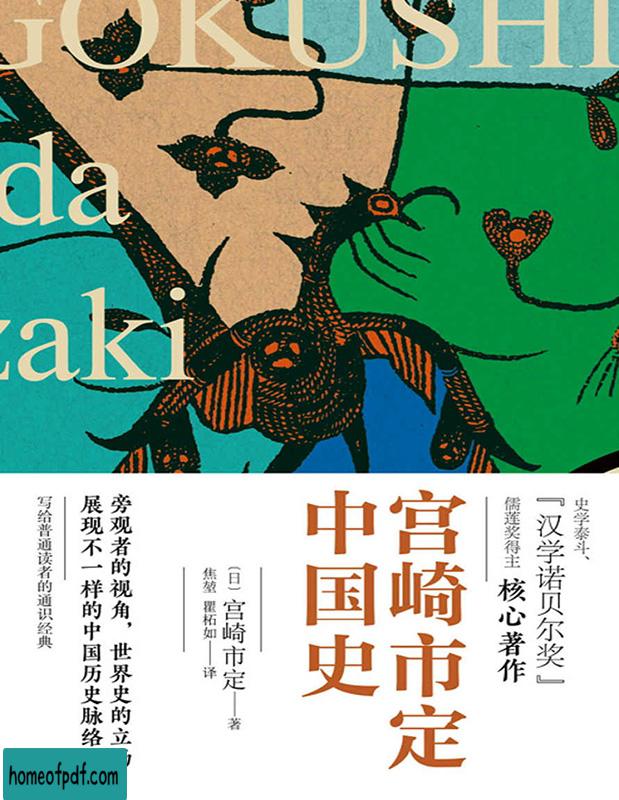 GOKUSHI
da
zaki
史学泰斗、
『汉学诺贝尔奖』
儒莲奖得主 核心著作
宫崎市定
中国史
〔日〕宫崎市定——著
焦堃 瞿柘如——译
旁观者的视角，世界史的立
展现不一样的中国历史脉络
写给普通读者的通识经典
homeofpdf.com